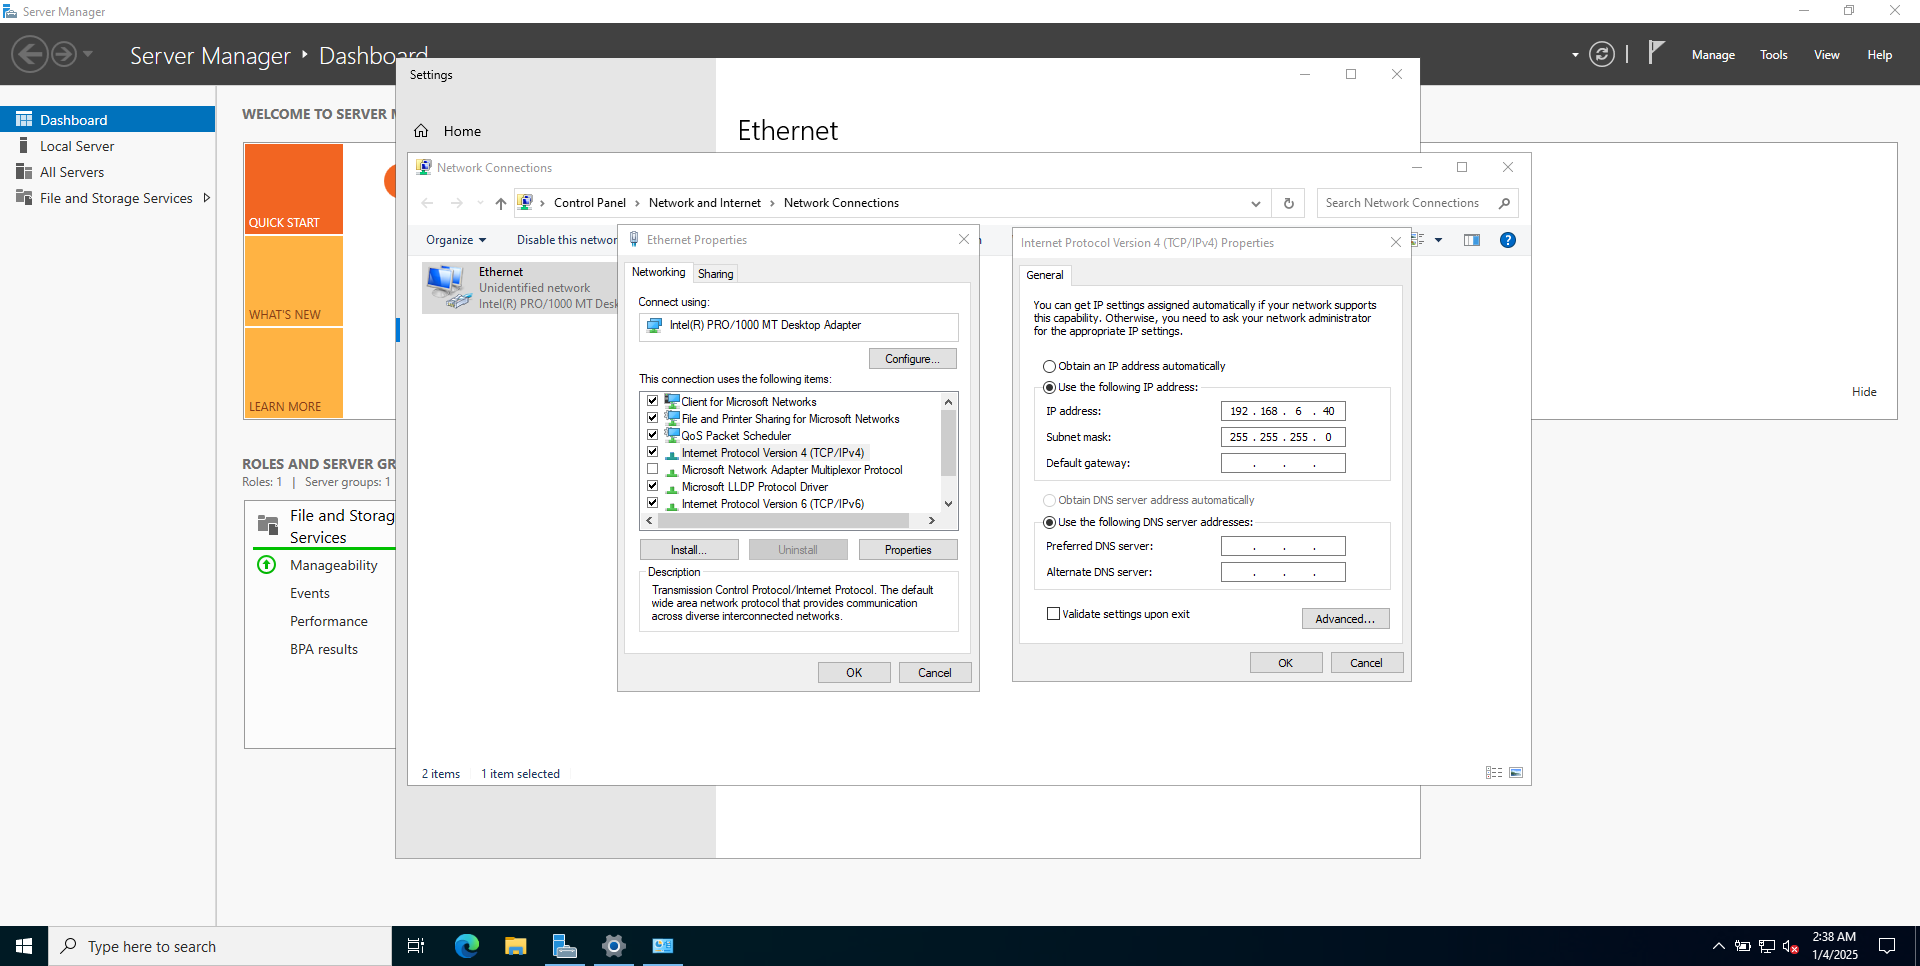 Server Manager
Server Manager
Dashboard
Manage
Tools
View
Help
Dashboard
Local Server
All Servers
File and Storage Services
WELCOME TO SERVER M
QUICK START
WHAT'S NEW
LEARN MORE
Hide
ROLES AND SERVER GR
Roles: 1 | Server groups: 1
File and Storag
Services
Manageability
Events
Performance
BPA results
Settings
Home
Ethernet
Network Connections
Control Panel
Network and Internet
Network Connections
Search Network Connections
Organize
Disable this networ
Ethernet
Unidentified network
Intel(R) PRO/1000 MT Desk
2 items
1 item selected
Ethernet Properties
Networking
Sharing
Connect using:
Intel(R) PRO/1000 MT Desktop Adapter
Configure...
This connection uses the following items:
Client for Microsoft Networks
File and Printer Sharing for Microsoft Networks
QoS Packet Scheduler
Internet Protocol Version 4 (TCP/IPv4)
Microsoft Network Adapter Multiplexor Protocol
Microsoft LLDP Protocol Driver
Internet Protocol Version 6 (TCP/IPv6)
Install...
Uninstall
Properties
Description
Transmission Control Protocol/Internet Protocol. The default
wide area network protocol that provides communication
across diverse interconnected networks.
OK
Cancel
Internet Protocol Version 4 (TCP/IPv4) Properties
General
You can get IP settings assigned automatically if your network supports
this capability. Otherwise, you need to ask your network administrator
for the appropriate IP settings.
Obtain an IP address automatically
Use the following IP address:
IP address:
192 . 168 . 6 . 40
Subnet mask:
255 . 255 . 255 . 0
Default gateway:
. . .
Obtain DNS server address automatically
Use the following DNS server addresses:
Preferred DNS server:
. . .
Alternate DNS server:
. . .
Validate settings upon exit
Advanced...
OK
Cancel
Type here to search
2:38 AM
1/4/2025